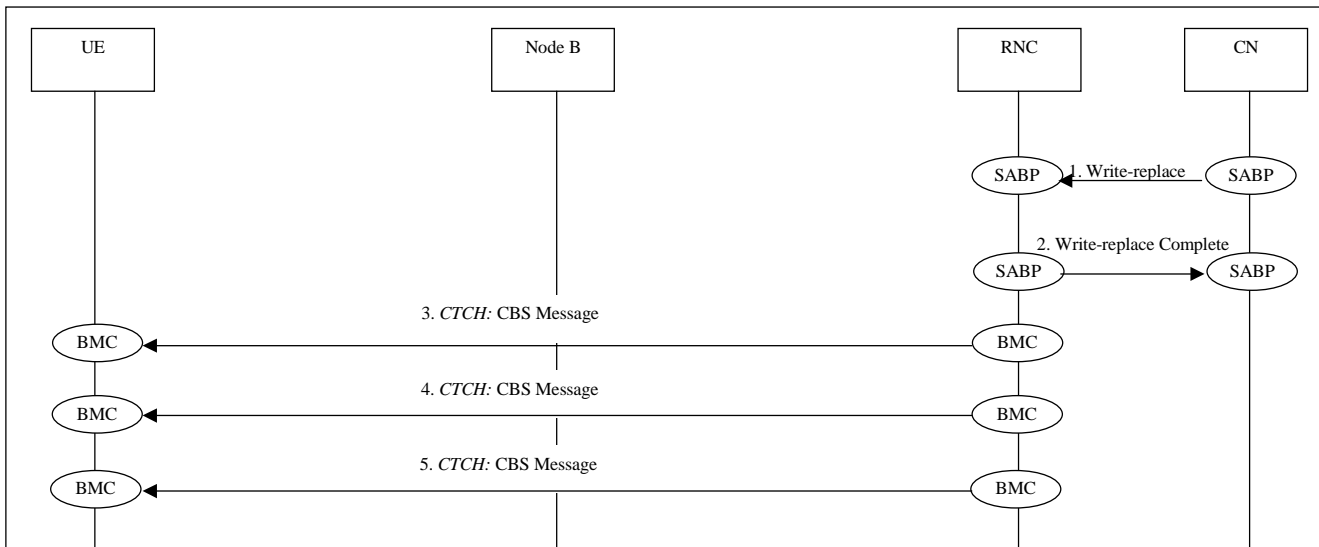 UE
Node B
RNC
CN
SABP
1. Write-replace
SABP
2. Write-replace Complete
SABP
SABP
3. CTCH: CBS Message
BMC
BMC
4. CTCH: CBS Message
BMC
BMC
5. CTCH: CBS Message
BMC
BMC